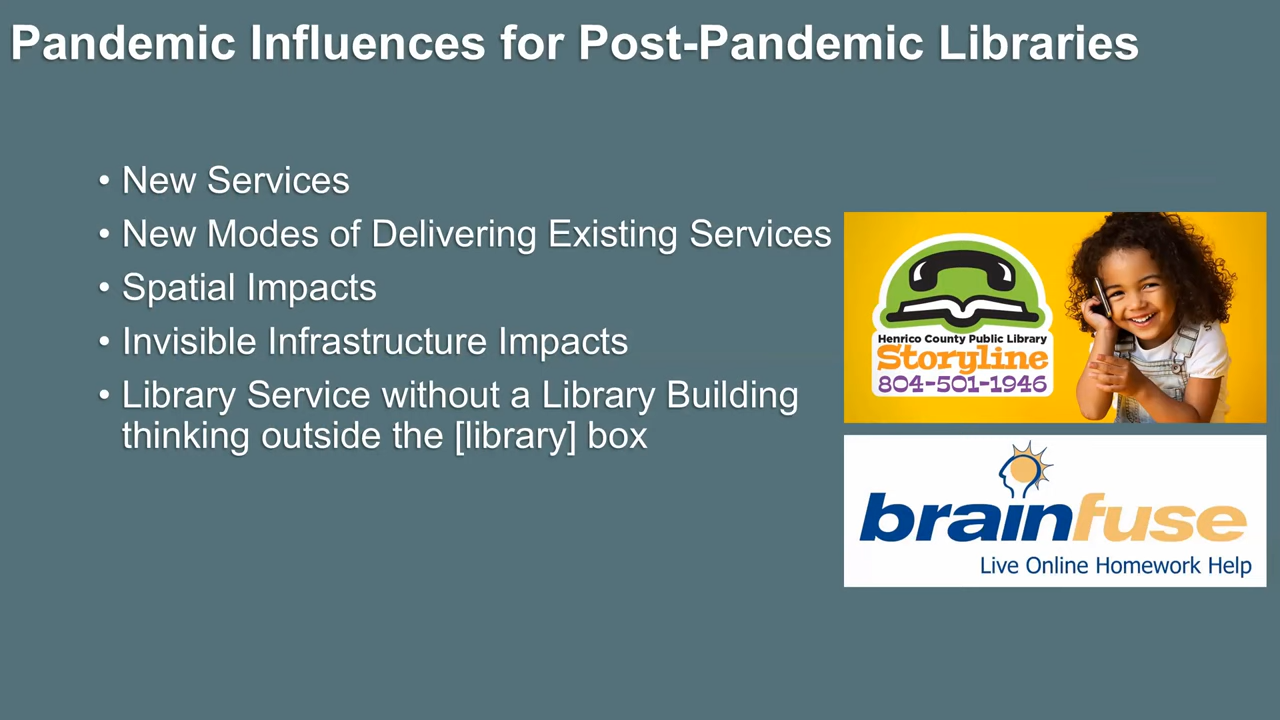 Pandemic Influences for Post-Pandemic Libraries
• New Services
• New Modes of Delivering Existing Services
• Spatial Impacts
• Invisible Infrastructure Impacts
• Library Service without a Library Building
thinking outside the [library] box
Henrico County Public Library
Storyline
804-501-1946
brainfuse
Live Online Homework Help